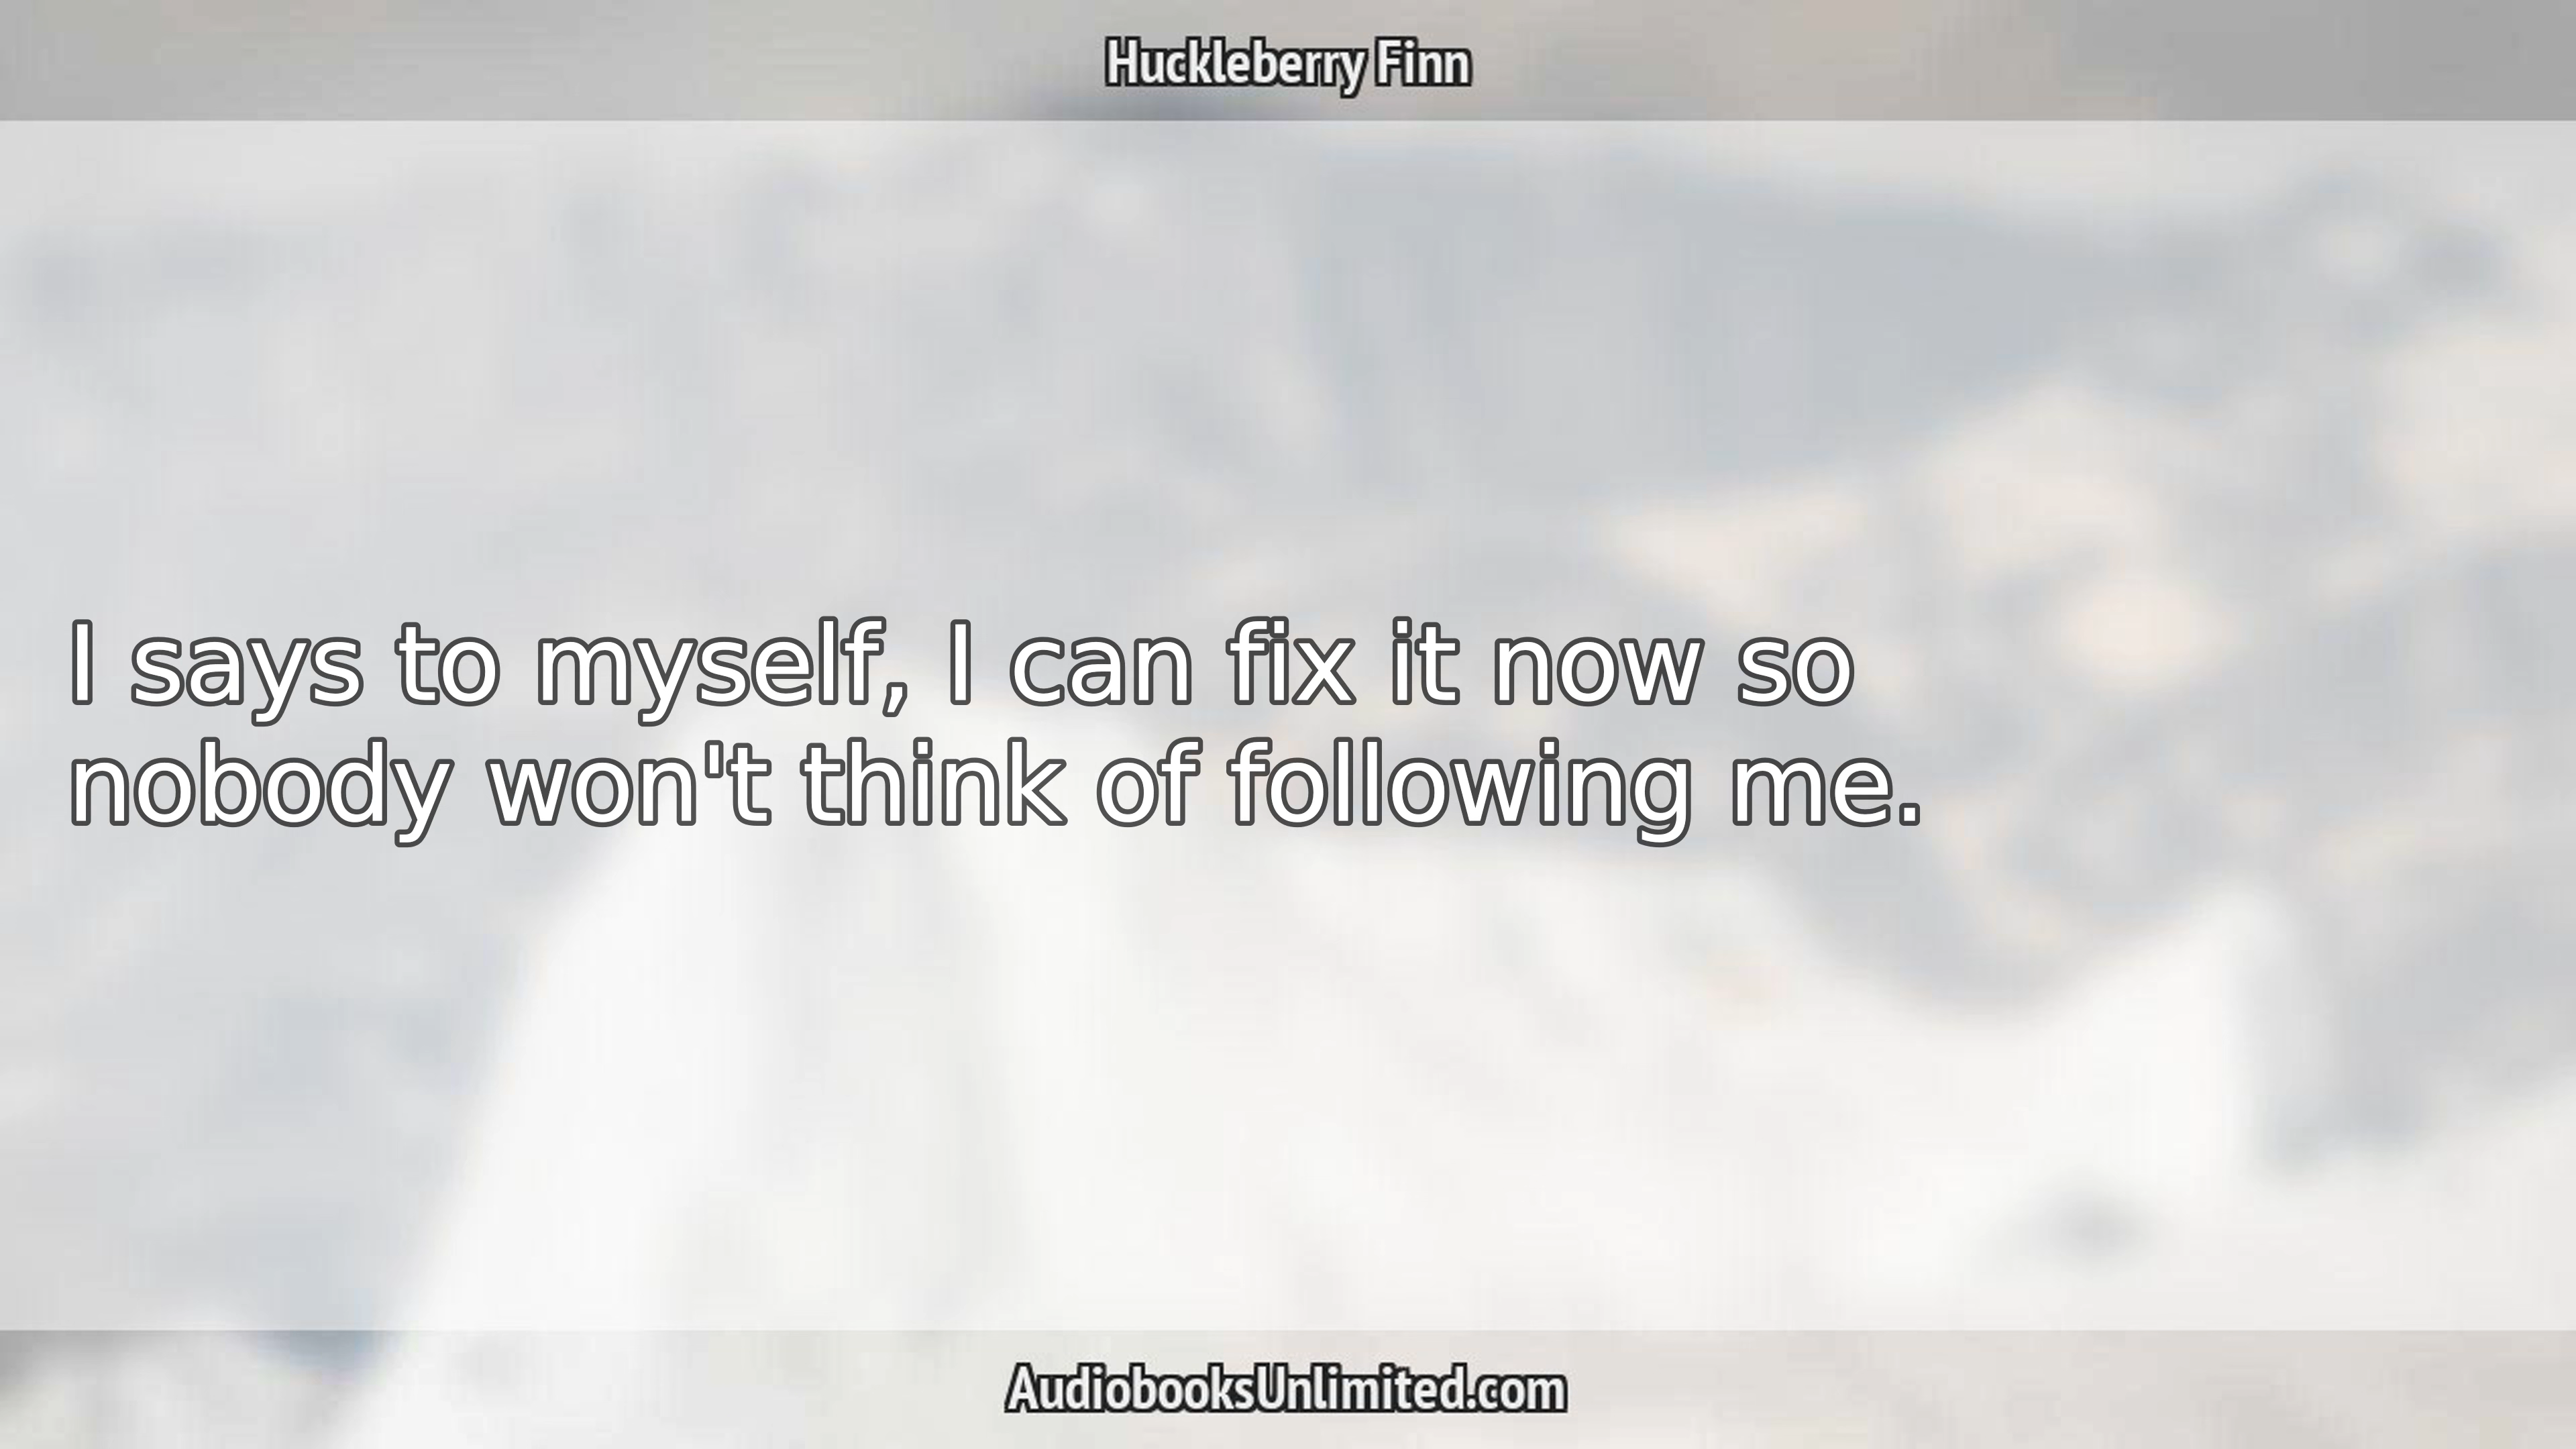 Huckleberry Finn
I says to myself, I can fix it now so
nobody won't think of following me.
AudiobooksUnlimited.com